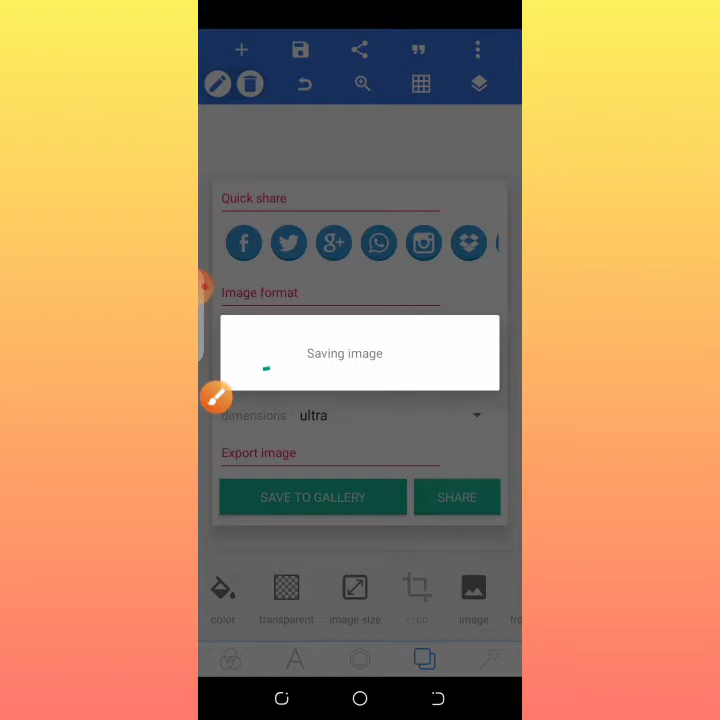 Quick share
Image format
Saving image
dimensions : ultra
Export image
SAVE TO GALLERY SHARE
color transparent image size crop image fro